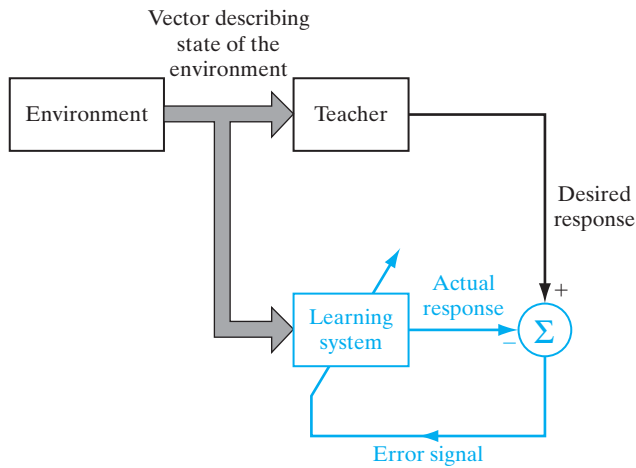 Vector describing
state of the
environment
Environment
Teacher
Desired
response
+
Actual
response
Learning
system
−
Σ
Error signal